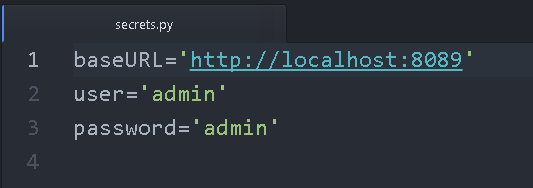 secrets.py
1 baseURL='http://localhost:8089'
2 user='admin'
3 password='admin'
4